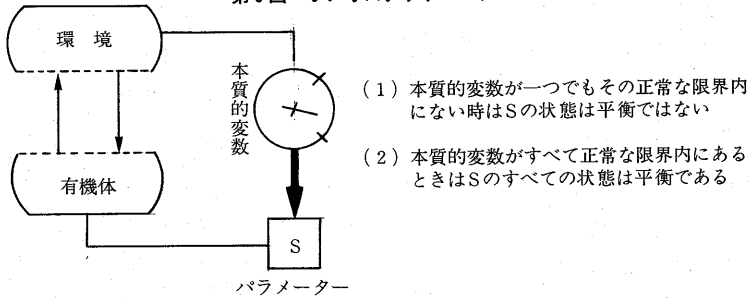 環 境
本質的変数
有機体
S
パラメーター
(1) 本質的変数が一つでもその正常な限界内
にない時はSの状態は平衡ではない
(2) 本質的変数がすべて正常な限界内にある
ときはSのすべての状態は平衡である